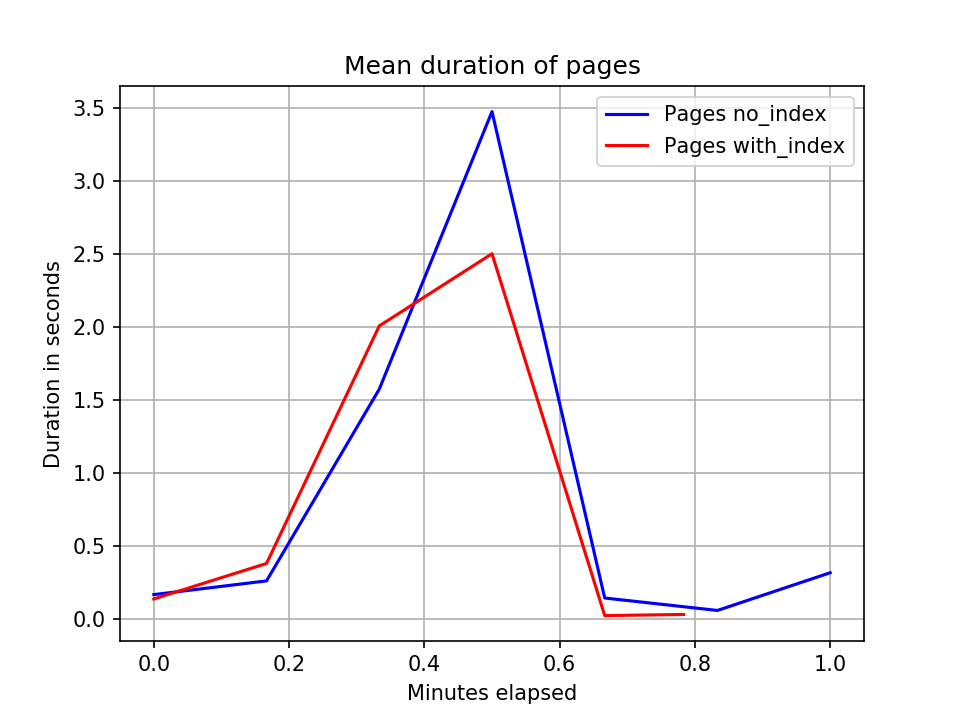 Mean duration of pages
Pages no_index
Pages with_index
Duration in seconds
3.5
3.0
2.5
2.0
1.5
1.0
0.5
0.0
0.0 0.2 0.4 0.6 0.8 1.0
Minutes elapsed